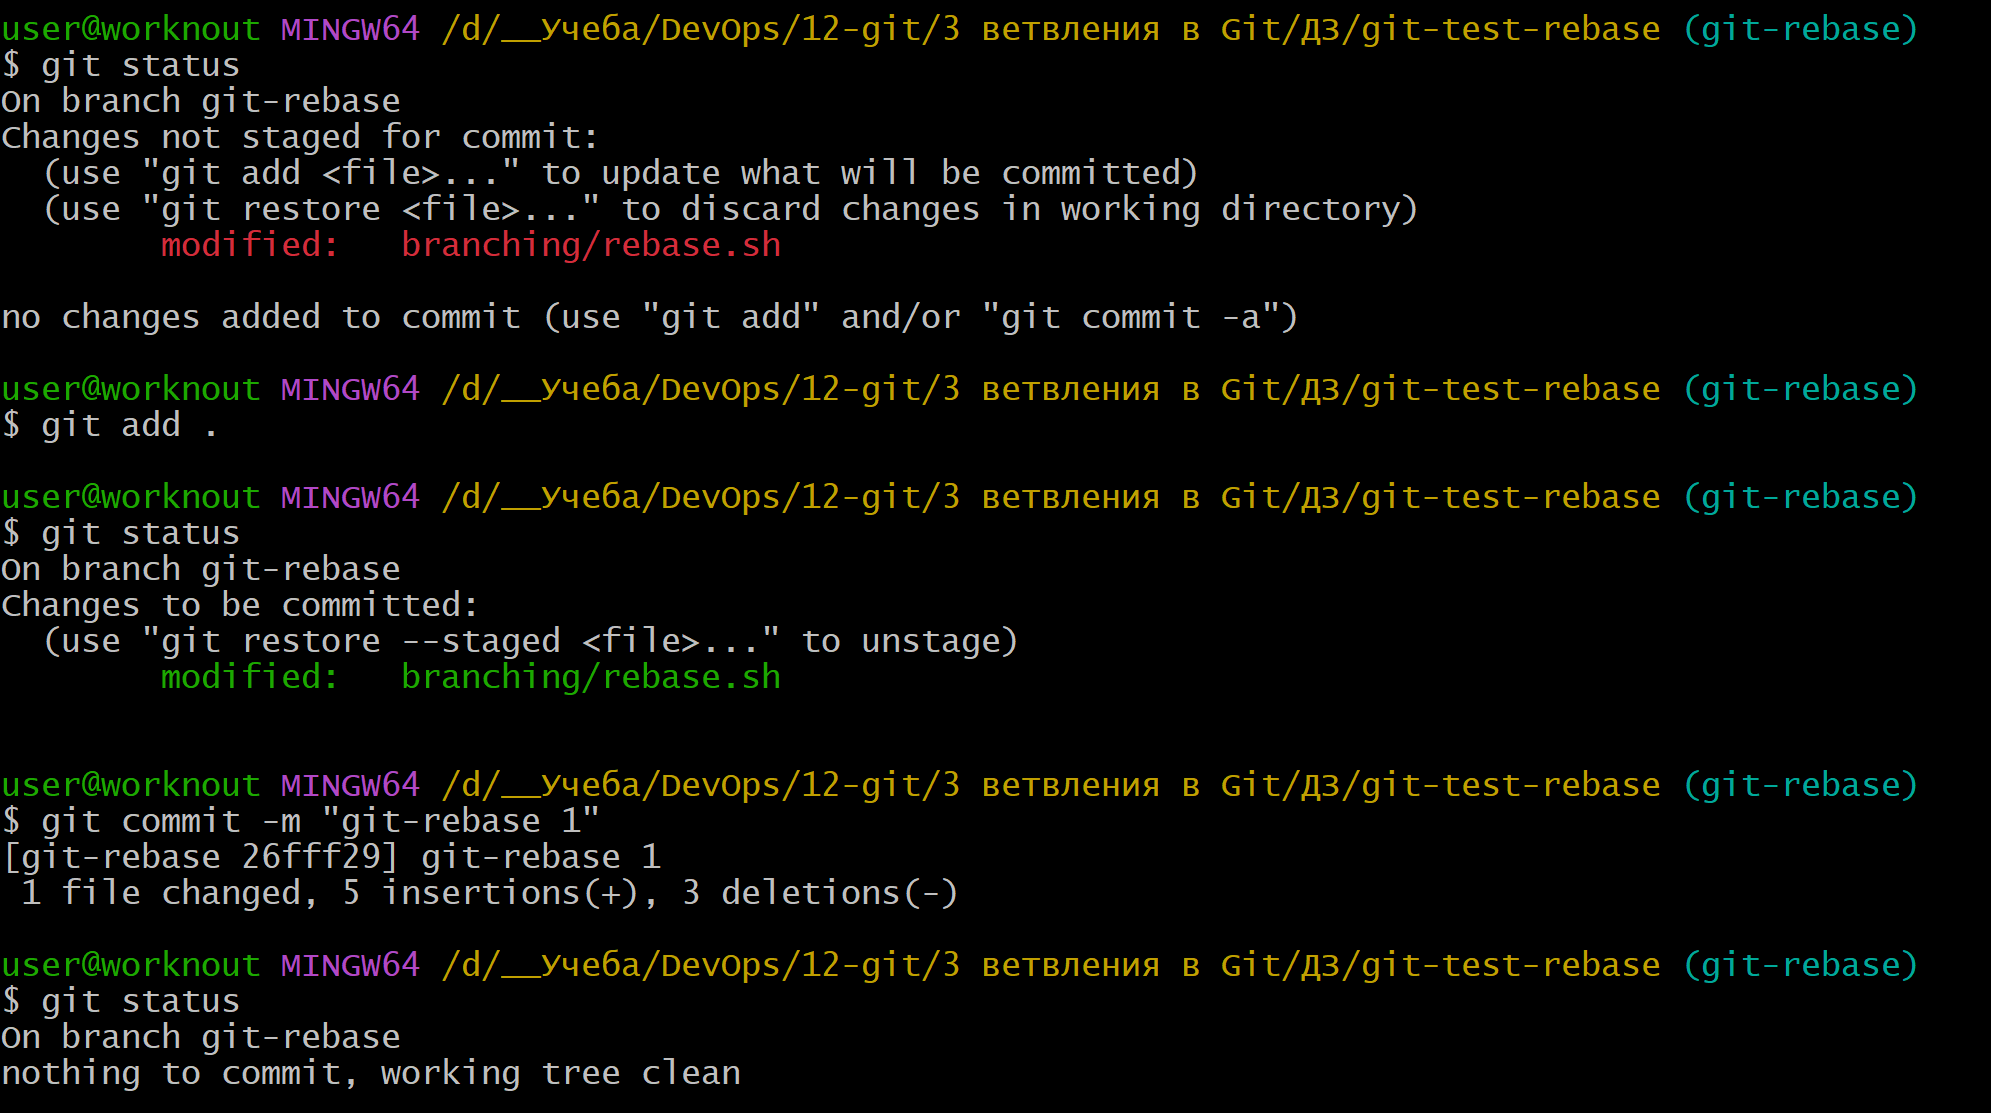 user@worknout MINGW64 /d/__Учеба/DevOps/12-git/3 ветвления в Git/ДЗ/git-test-rebase (git-rebase)
$ git status
On branch git-rebase
Changes not staged for commit:
  (use "git add <file>..." to update what will be committed)
  (use "git restore <file>..." to discard changes in working directory)
        modified:   branching/rebase.sh

no changes added to commit (use "git add" and/or "git commit -a")

user@worknout MINGW64 /d/__Учеба/DevOps/12-git/3 ветвления в Git/ДЗ/git-test-rebase (git-rebase)
$ git add .

user@worknout MINGW64 /d/__Учеба/DevOps/12-git/3 ветвления в Git/ДЗ/git-test-rebase (git-rebase)
$ git status
On branch git-rebase
Changes to be committed:
  (use "git restore --staged <file>..." to unstage)
        modified:   branching/rebase.sh


user@worknout MINGW64 /d/__Учеба/DevOps/12-git/3 ветвления в Git/ДЗ/git-test-rebase (git-rebase)
$ git commit -m "git-rebase 1"
[git-rebase 26fff29] git-rebase 1
 1 file changed, 5 insertions(+), 3 deletions(-)

user@worknout MINGW64 /d/__Учеба/DevOps/12-git/3 ветвления в Git/ДЗ/git-test-rebase (git-rebase)
$ git status
On branch git-rebase
nothing to commit, working tree clean